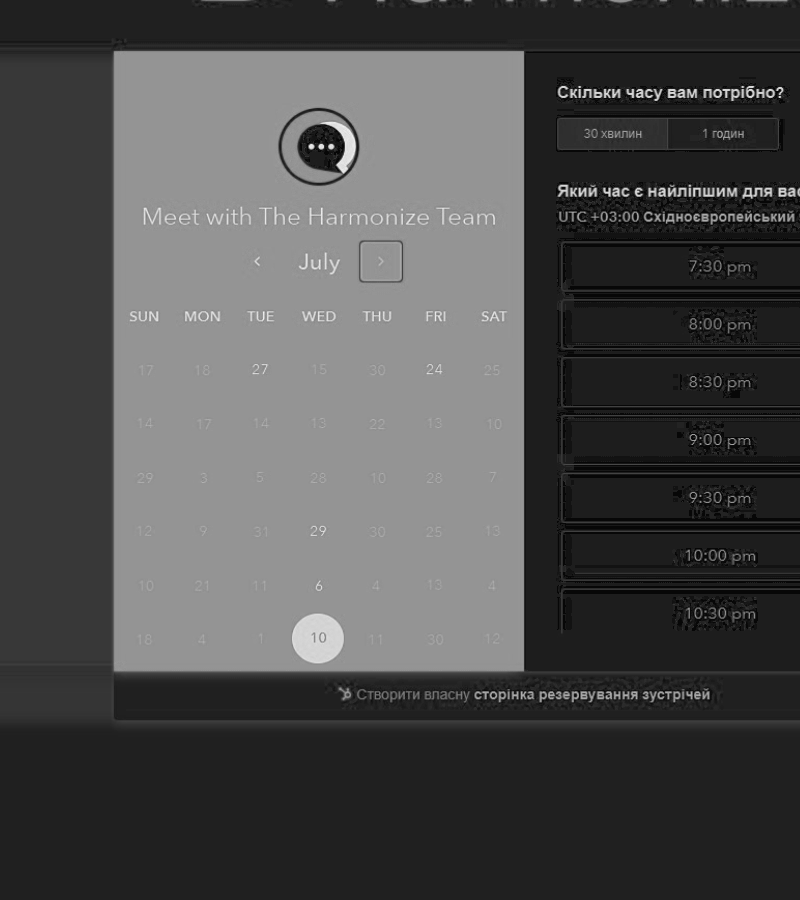 Meet with The Harmonize Team
July
SUN MON TUE WED THU FRI SAT
17 18 27 15 30 24 25
14 17 14 13 22 13 10
29 3 5 28 10 28 7
12 9 31 29 30 25 13
10 21 11 6 4 13 4
18 4 1 10 11 30 12
Скільки часу вам потрібно?
30 хвилин 1 годин
Який час є найліпшим для
UTC +03:00 Східноєвропейський
7:30 pm
8:00 pm
8:30 pm
9:00 pm
9:30 pm
10:00 pm
10:30 pm
Створити власну сторінка резервування зустрічей